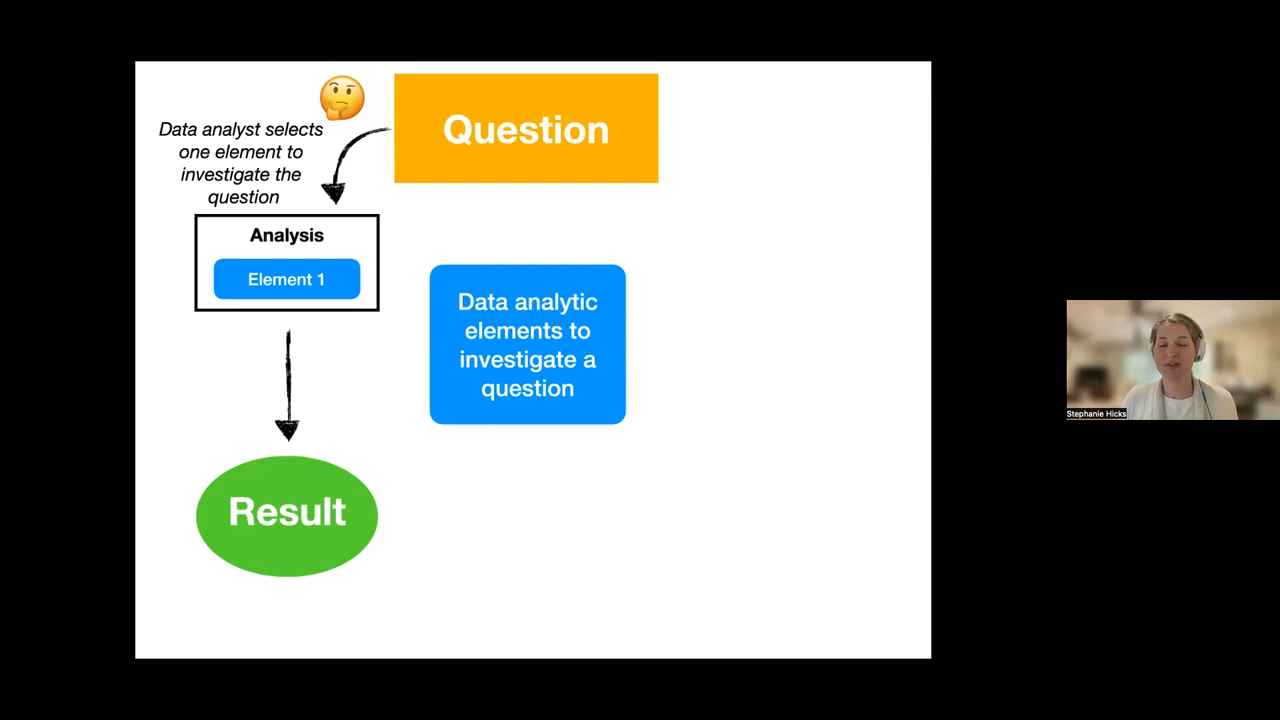 Data analyst selects
one element to
investigate the
question
Question
Analysis
Element 1
Data analytic
elements to
investigate a
question
Result
Stephanie Hicks